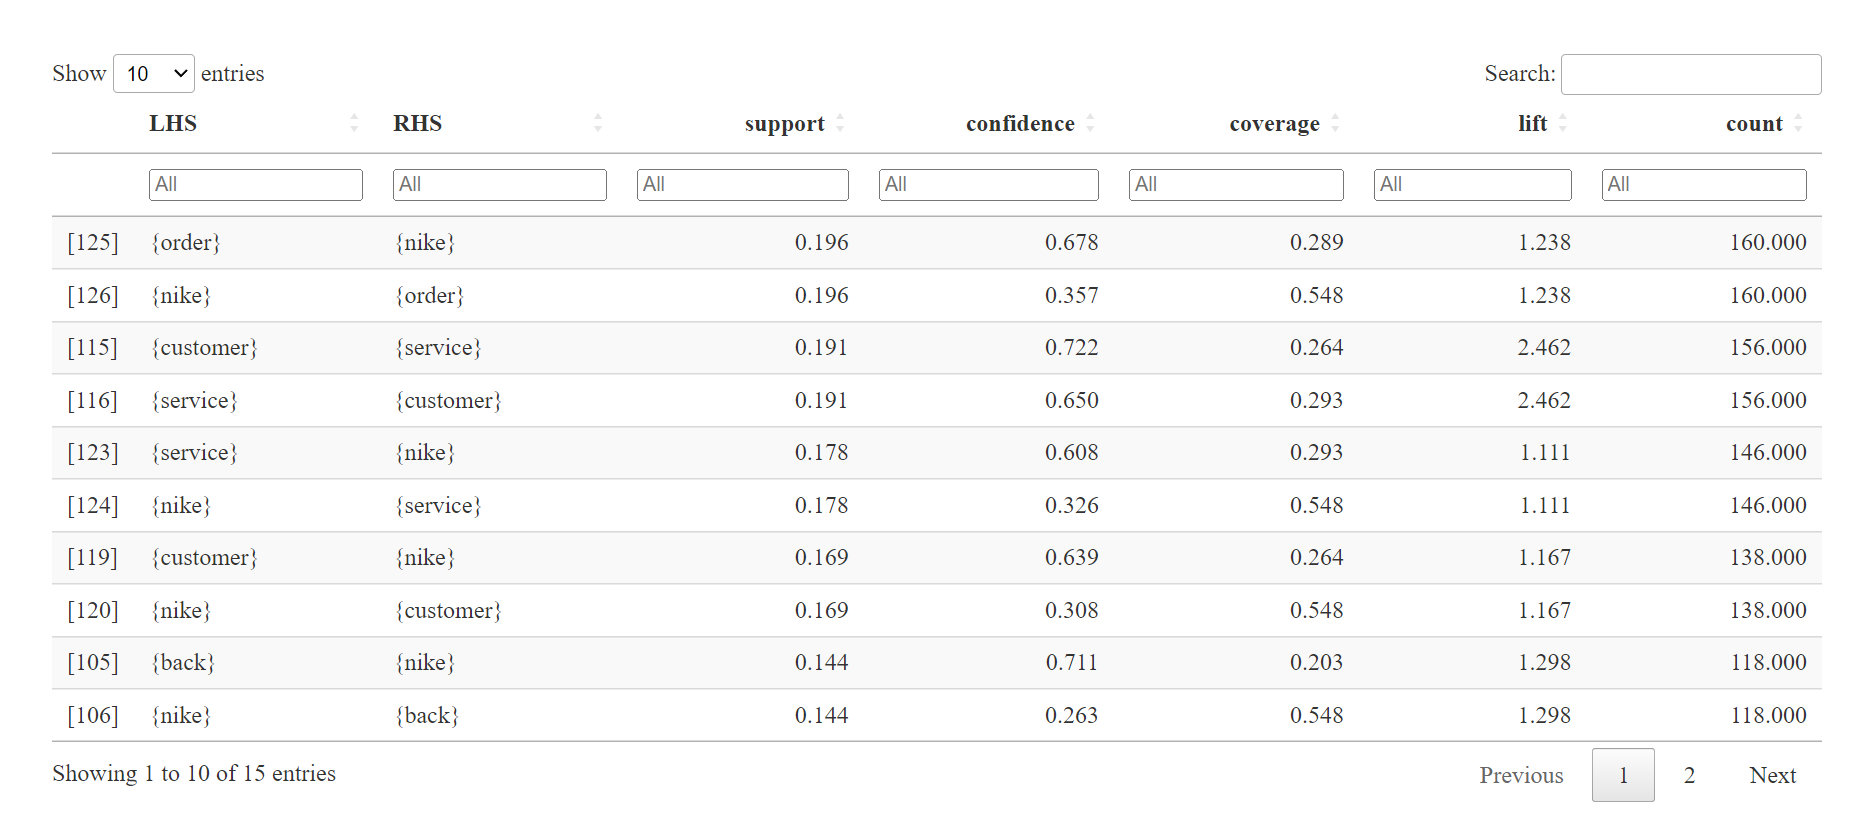 Show 10 entries Search:
LHS RHS support confidence coverage lift count
All All All All All All All
[125] {order} {nike} 0.196 0.678 0.289 1.238 160.000
[126] {nike} {order} 0.196 0.357 0.548 1.238 160.000
[115] {customer} {service} 0.191 0.722 0.264 2.462 156.000
[116] {service} {customer} 0.191 0.650 0.293 2.462 156.000
[123] {service} {nike} 0.178 0.608 0.293 1.111 146.000
[124] {nike} {service} 0.178 0.326 0.548 1.111 146.000
[119] {customer} {nike} 0.169 0.639 0.264 1.167 138.000
[120] {nike} {customer} 0.169 0.308 0.548 1.167 138.000
[105] {back} {nike} 0.144 0.711 0.203 1.298 118.000
[106] {nike} {back} 0.144 0.263 0.548 1.298 118.000
Showing 1 to 10 of 15 entries Previous 1 2 Next